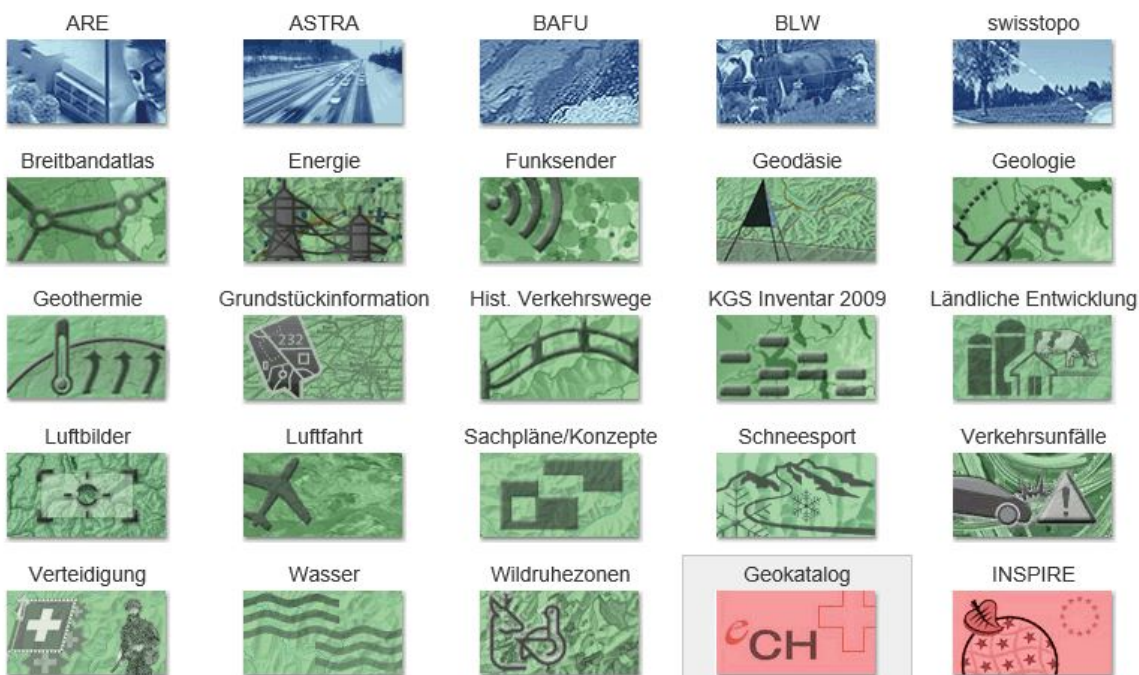 ARE ASTRA BAFU BLW swisstopo
Breitbandatlas Energie Funksender Geodäsie Geologie
Geothermie Grundstückinformation Hist. Verkehrswege KGS Inventar 2009 Ländliche Entwicklung
232
Luftbilder Luftfahrt Sachpläne/Konzepte Schneesport Verkehrsunfälle
Verteidigung Wasser Wildruhezonen Geokatalog INSPIRE
eCH